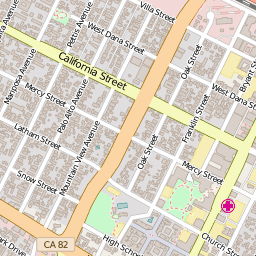 Villa Street
Pettis Avenue
West Dana Street
Oak Street
California Street
Mariposa Avenue
Mercy Street
Palo Alto Avenue
Bryant
West Dana
Franklin Street
Latham Street
Mountain View Avenue
Oak Street
Mercy Street
Snow Street
CA 82
High School
Church Street
Park Drive